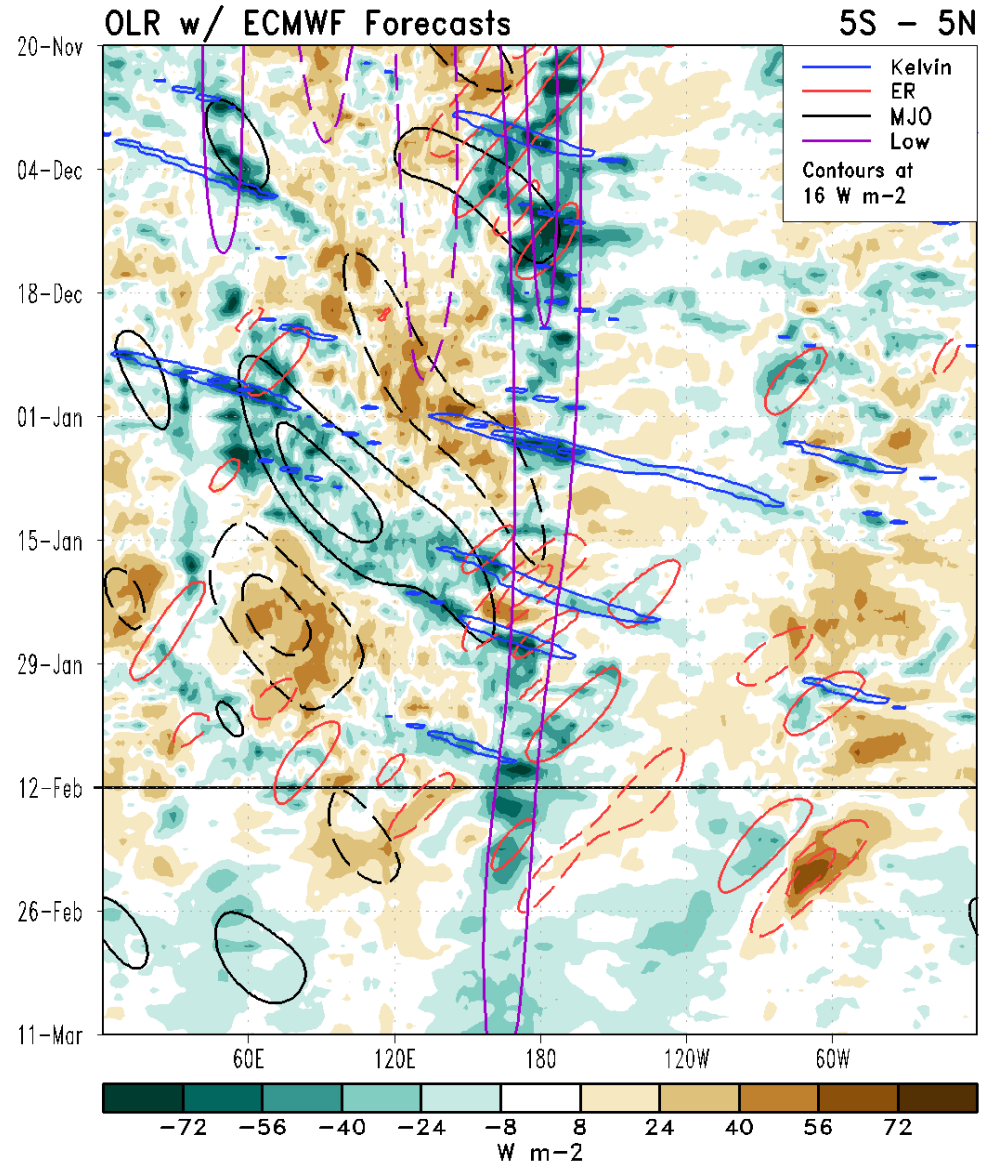 OLR w/ ECMWF Forecasts 5S - 5N
Kelvin
ER
MJO
Low
Contours at
16 W m-2
20-Nov
04-Dec
18-Dec
01-Jan
15-Jan
29-Jan
12-Feb
26-Feb
11-Mar
60E 120E 180 120W 60W
-72 -56 -40 -24 -8 8 24 40 56 72
W m-2